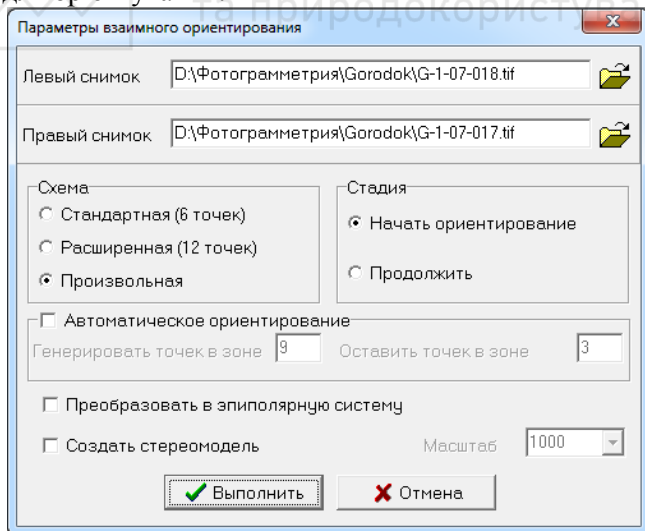 та природокористува
Параметры взаимного ориентирования
Левый снимок D:\Фотограмметрия\Gorodok\G-1-07-018.tif
Правый снимок D:\Фотограмметрия\Gorodok\G-1-07-017.tif
Схема
Стандартная (6 точек)
Расширенная (12 точек)
Произвольная
Стадия
Начать ориентирование
Продолжить
Автоматическое ориентирование
Генерировать точек в зоне 9 Оставить точек в зоне 3
Преобразовать в эпиполярную систему
Создать стереомодель Масштаб 1000
Выполнить Отмена